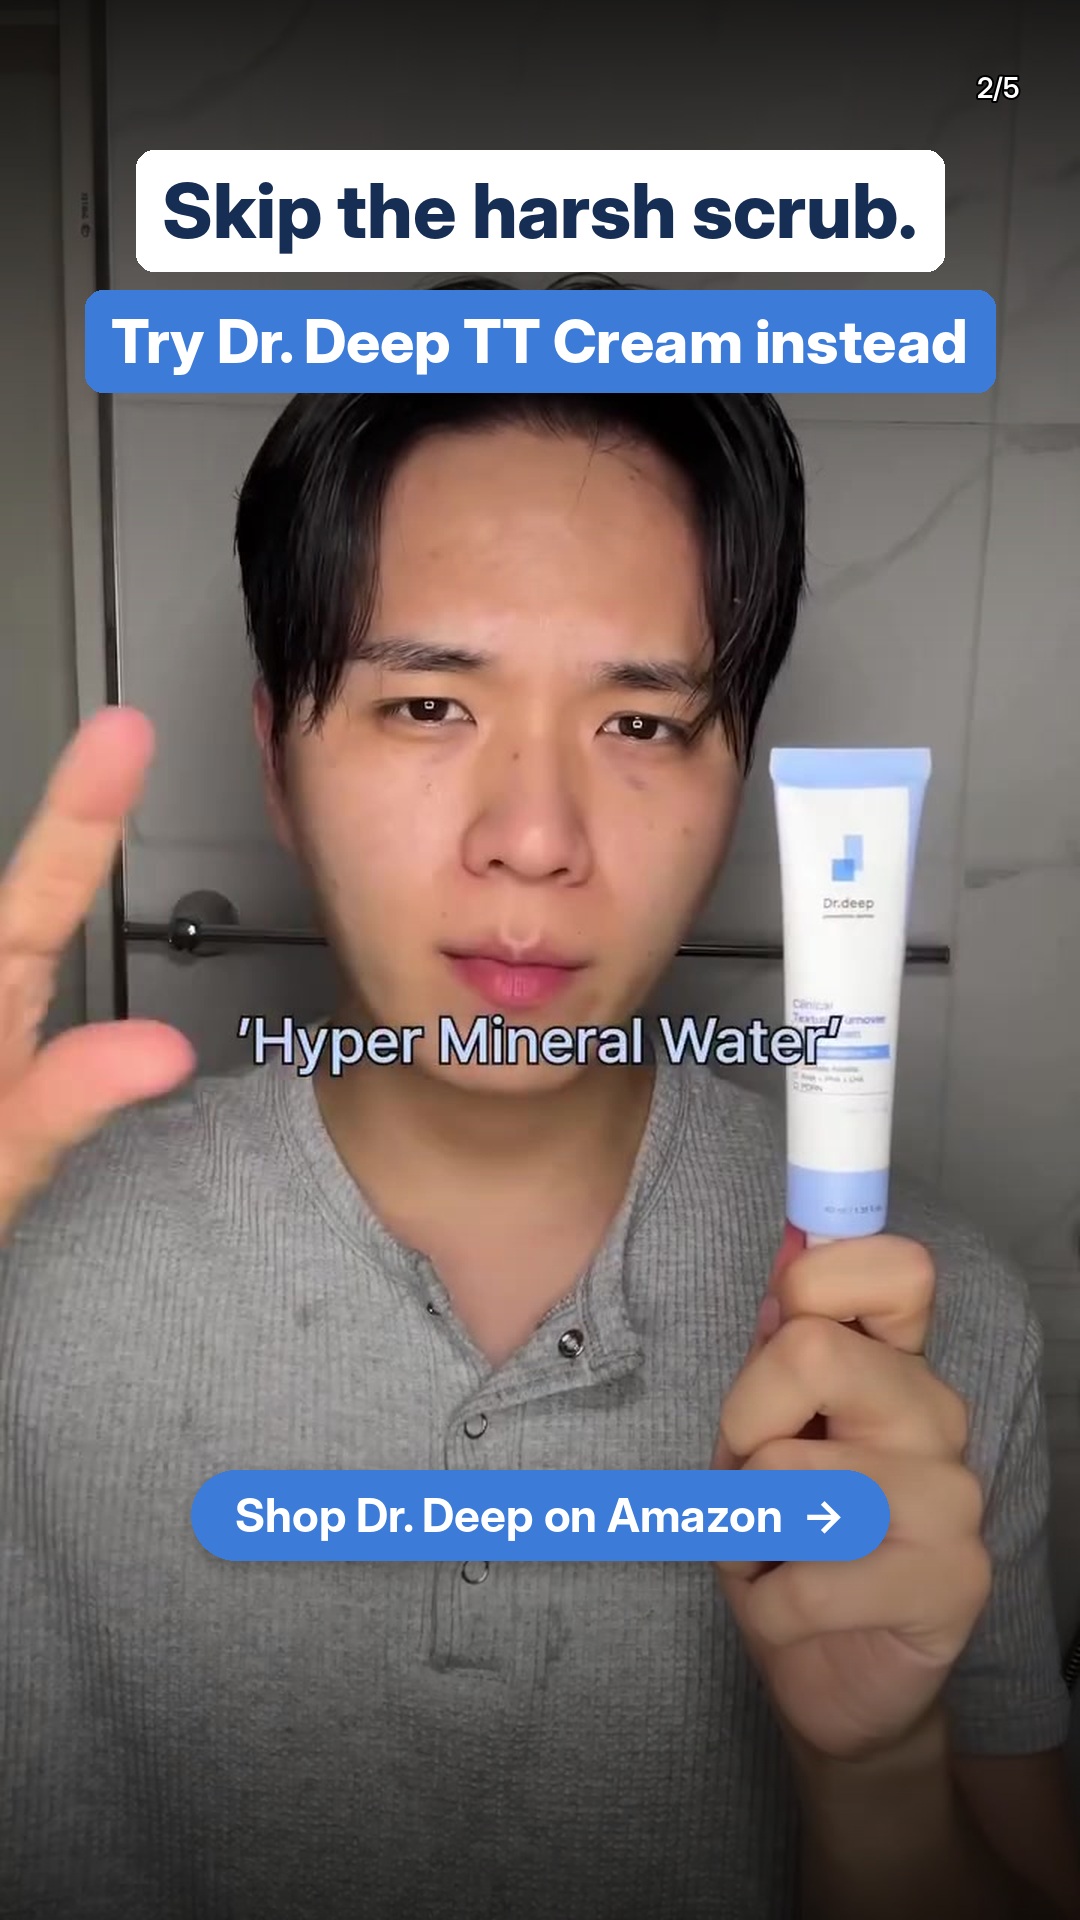 2/5
Skip the harsh scrub.
Try Dr. Deep TT Cream instead
Dr.deep
Clinical
'Hyper Mineral Water'
Shop Dr. Deep on Amazon →